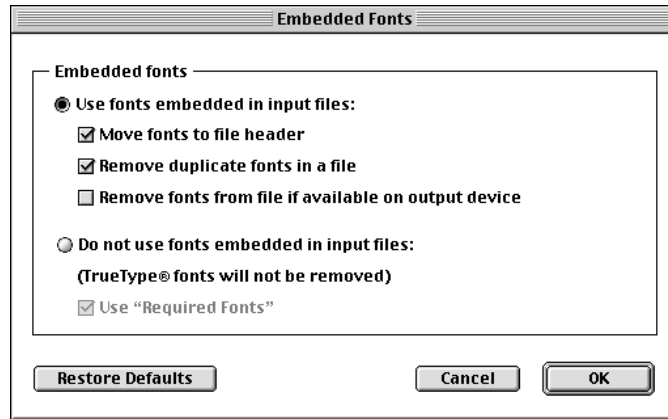 Embedded Fonts
Embedded fonts
Use fonts embedded in input files:
Move fonts to file header
Remove duplicate fonts in a file
Remove fonts from file if available on output device
Do not use fonts embedded in input files:
(TrueType® fonts will not be removed)
Use “Required Fonts”
Restore Defaults Cancel OK